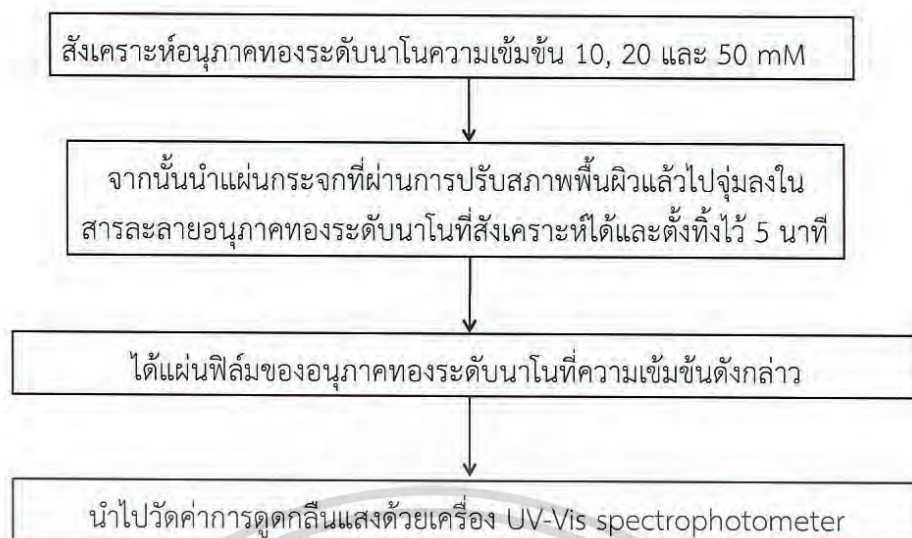 สังเคราะห์อนุภาคทองระดับนาโนความเข้มข้น 10, 20 และ 50 mM
จากนั้นนำแผ่นกระจกที่ผ่านการปรับสภาพพื้นผิวแล้วไปจุ่มลงใน
สารละลายอนุภาคทองระดับนาโนที่สังเคราะห์ได้และตั้งทิ้งไว้ 5 นาที
ได้แผ่นฟิล์มของอนุภาคทองระดับนาโนที่ความเข้มข้นดังกล่าว
นำไปวัดค่าการดูดกลืนแสงด้วยเครื่อง UV-Vis spectrophotometer